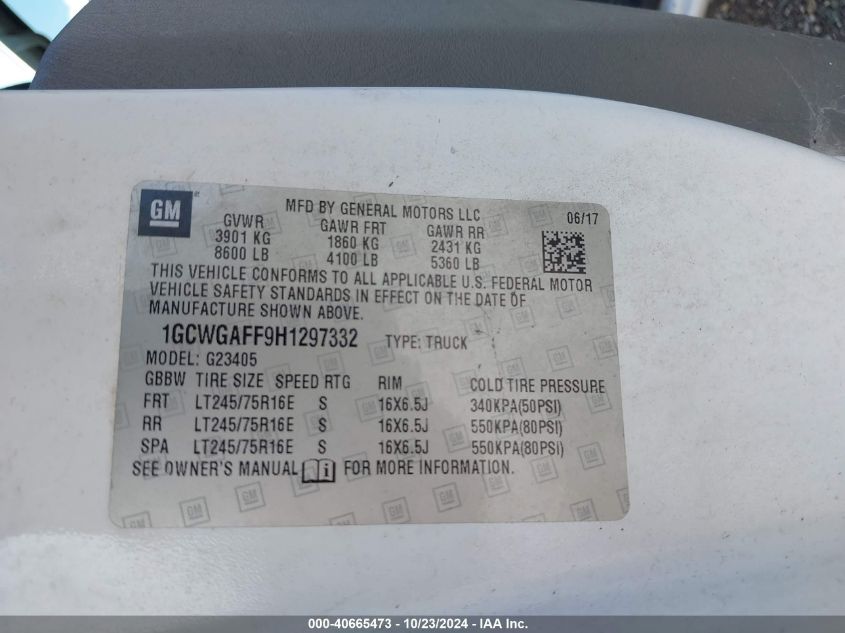 GM
MFD BY GENERAL MOTORS LLC
06/17
GVWR GAWR FRT GAWR RR
3901 KG 1860 KG 2431 KG
8600 LB 4100 LB 5360 LB
THIS VEHICLE CONFORMS TO ALL APPLICABLE U.S. FEDERAL MOTOR
VEHICLE SAFETY STANDARDS IN EFFECT ON THE DATE OF
MANUFACTURE SHOWN ABOVE.
1GCWGAFF9H1297332 TYPE: TRUCK
MODEL: G23405
GBBW TIRE SIZE SPEED RTG RIM COLD TIRE PRESSURE
FRT LT245/75R16E S 16X6.5J 340KPA(50PSI)
RR LT245/75R16E S 16X6.5J 550KPA(80PSI)
SPA LT245/75R16E S 16X6.5J 550KPA(80PSI)
SEE OWNER'S MANUAL i FOR MORE INFORMATION.
000-40665473 - 10/23/2024 - IAA Inc.